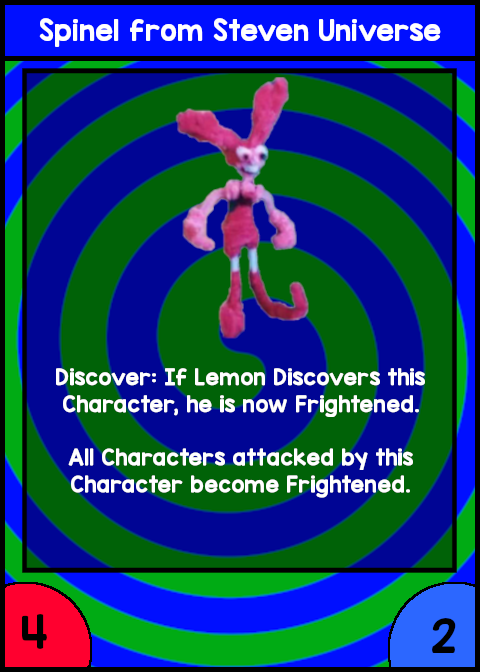 Spinel from Steven Universe
Discover: If Lemon Discovers this
Character, he is now Frightened.
All Characters attacked by this
Character become Frightened.
4
2